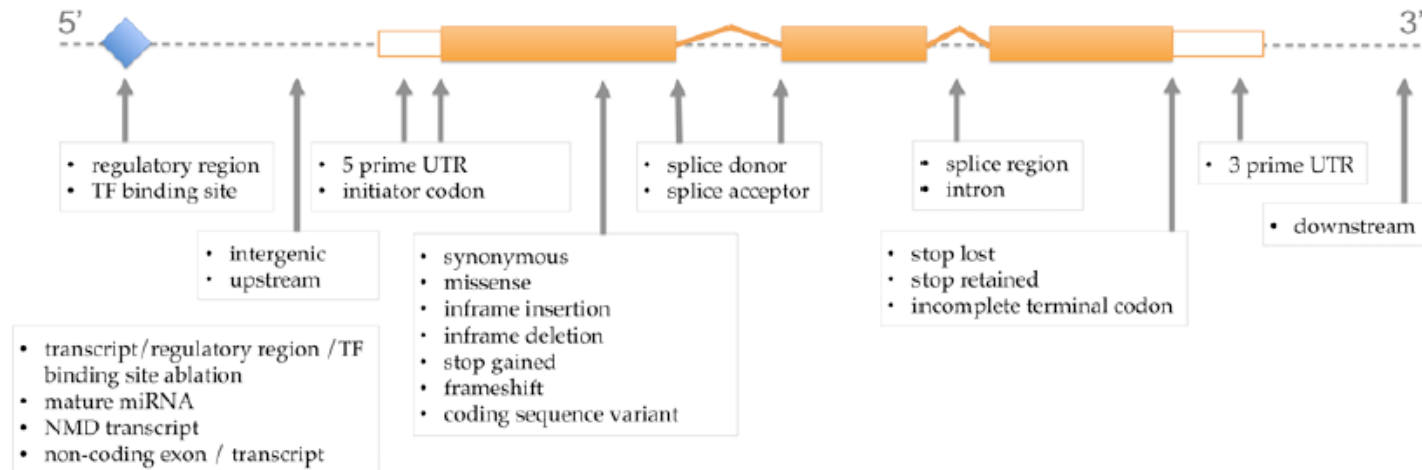 5' 3'
• regulatory region
• TF binding site
• intergenic
• upstream
• 5 prime UTR
• initiator codon
• synonymous
• missense
• inframe insertion
• inframe deletion
• stop gained
• frameshift
• coding sequence variant
• splice donor
• splice acceptor
• splice region
• intron
• stop lost
• stop retained
• incomplete terminal codon
• 3 prime UTR
• downstream
• transcript/regulatory region /TF
binding site ablation
• mature miRNA
• NMD transcript
• non-coding exon / transcript